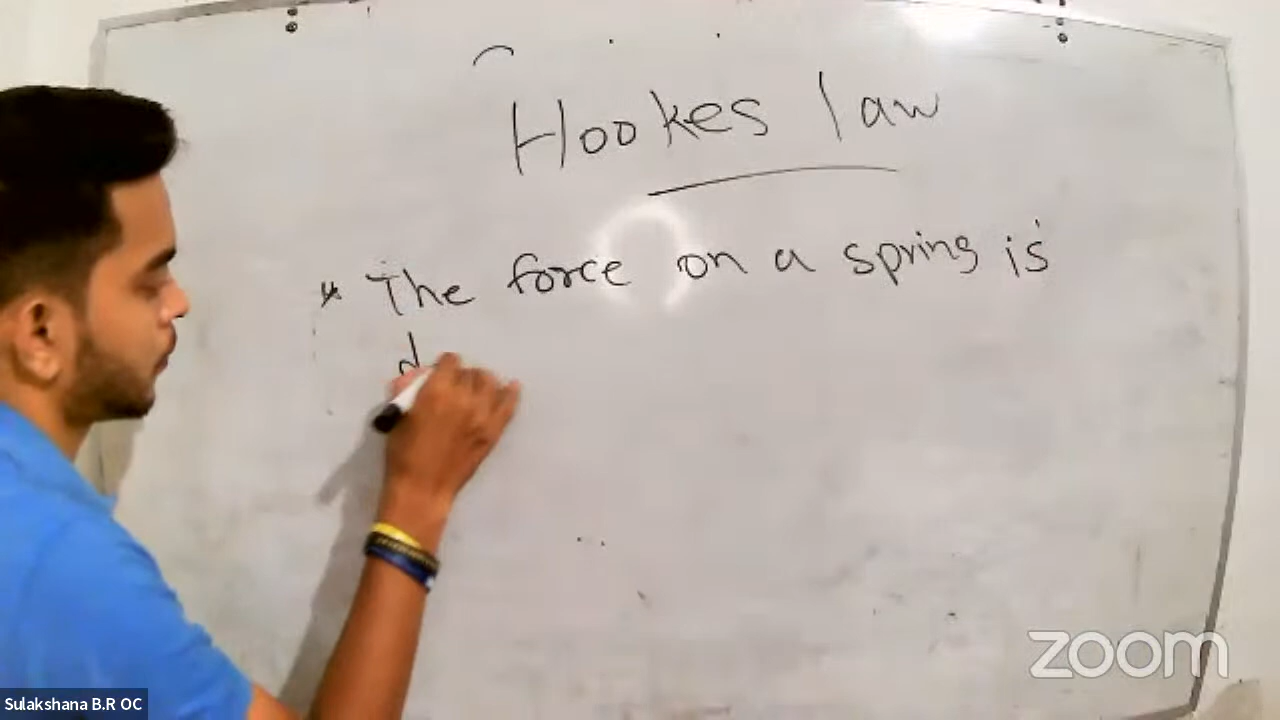 Hookes law
* The force on a spring is
d
zoom
Sulakshana B.R OC